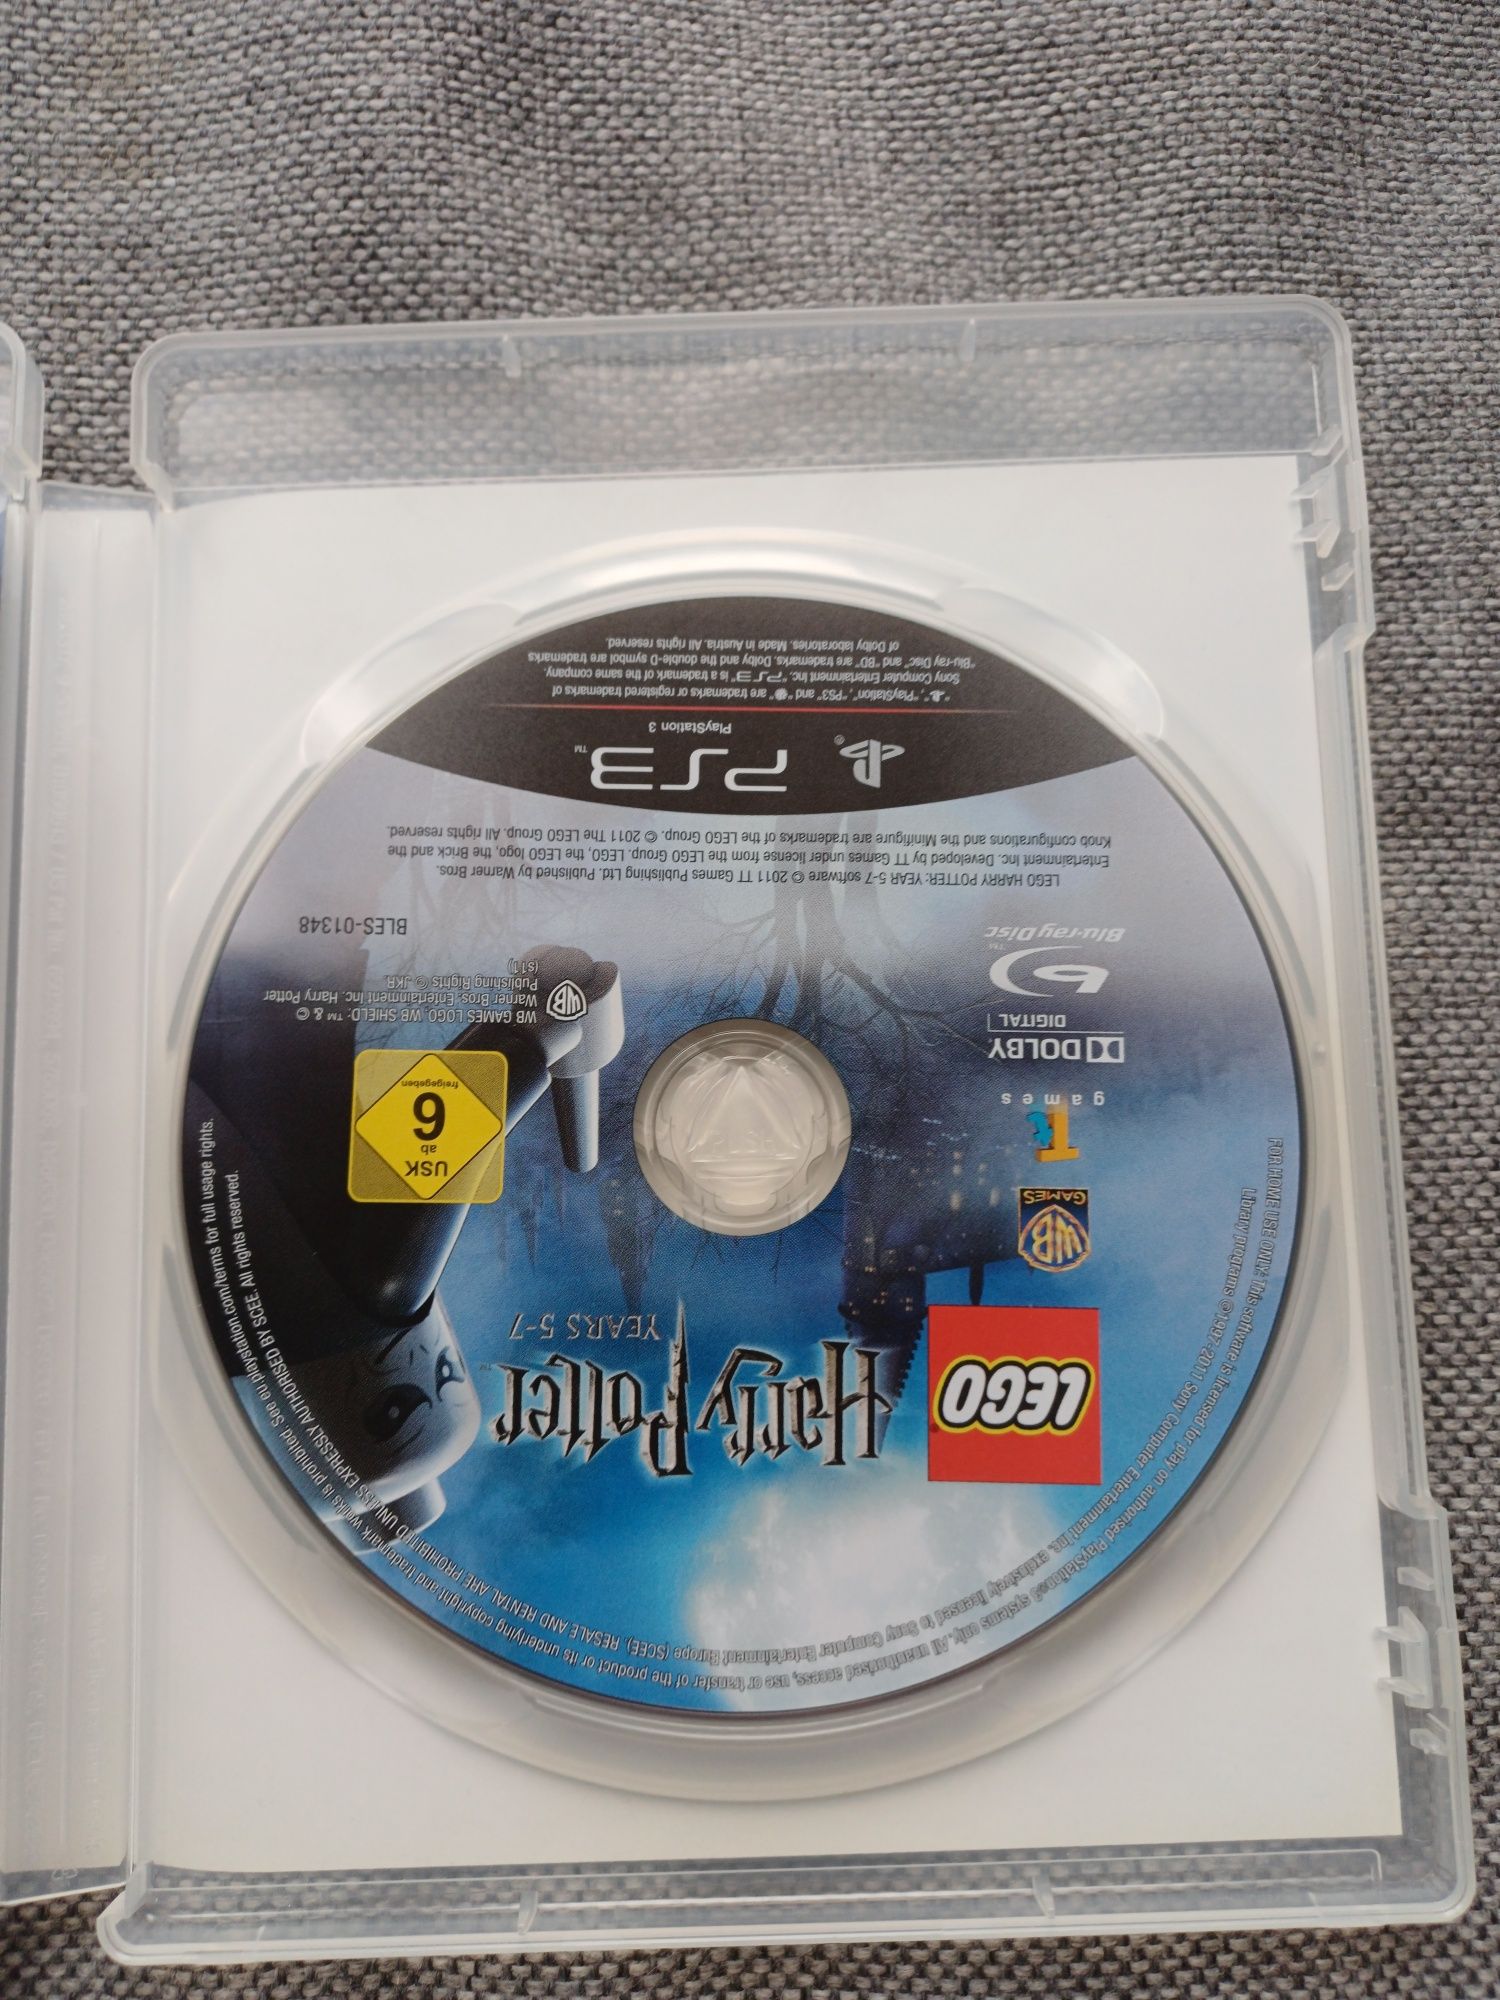 LEGO
Harry Potter™
YEARS 5-7
WB
GAMES
TT
games
DOLBY
DIGITAL
Blu-ray Disc™
USK
ab
6
freigegeben
WB
WB GAMES LOGO, WB SHIELD: ™ & ©
Warner Bros. Entertainment Inc. Harry Potter
Publishing Rights © JKR.
(s11)
BLES-01348
LEGO HARRY POTTER: YEAR 5-7 software © 2011 TT Games Publishing Ltd. Published by Warner Bros.
Entertainment Inc. Developed by TT Games under license from the LEGO Group. LEGO, the LEGO logo, the Brick and the
Knob configurations and the Minifigure are trademarks of the LEGO Group. © 2011 The LEGO Group. All rights reserved.
PS3™
PlayStation 3
" ", "PlayStation", "PS3" and " " are trademarks or registered trademarks of
Sony Computer Entertainment Inc. "PS3" is a trademark of the same company.
"Blu-ray Disc" and "BD" are trademarks. Dolby and the double-D symbol are trademarks
of Dolby laboratories. Made in Austria. All rights reserved.
FOR HOME USE ONLY: This software is licensed for play on authorised PlayStation®3 systems only. All unauthorised access, use or transfer of the product or its underlying copyright and trademark works is prohibited. See eu.playstation.com/terms for full usage rights.
Library programs ©1997-2011 Sony Computer Entertainment Inc. exclusively licensed to Sony Computer Entertainment Europe (SCEE). RESALE AND RENTAL ARE PROHIBITED UNLESS EXPRESSLY AUTHORISED BY SCEE. All rights reserved.